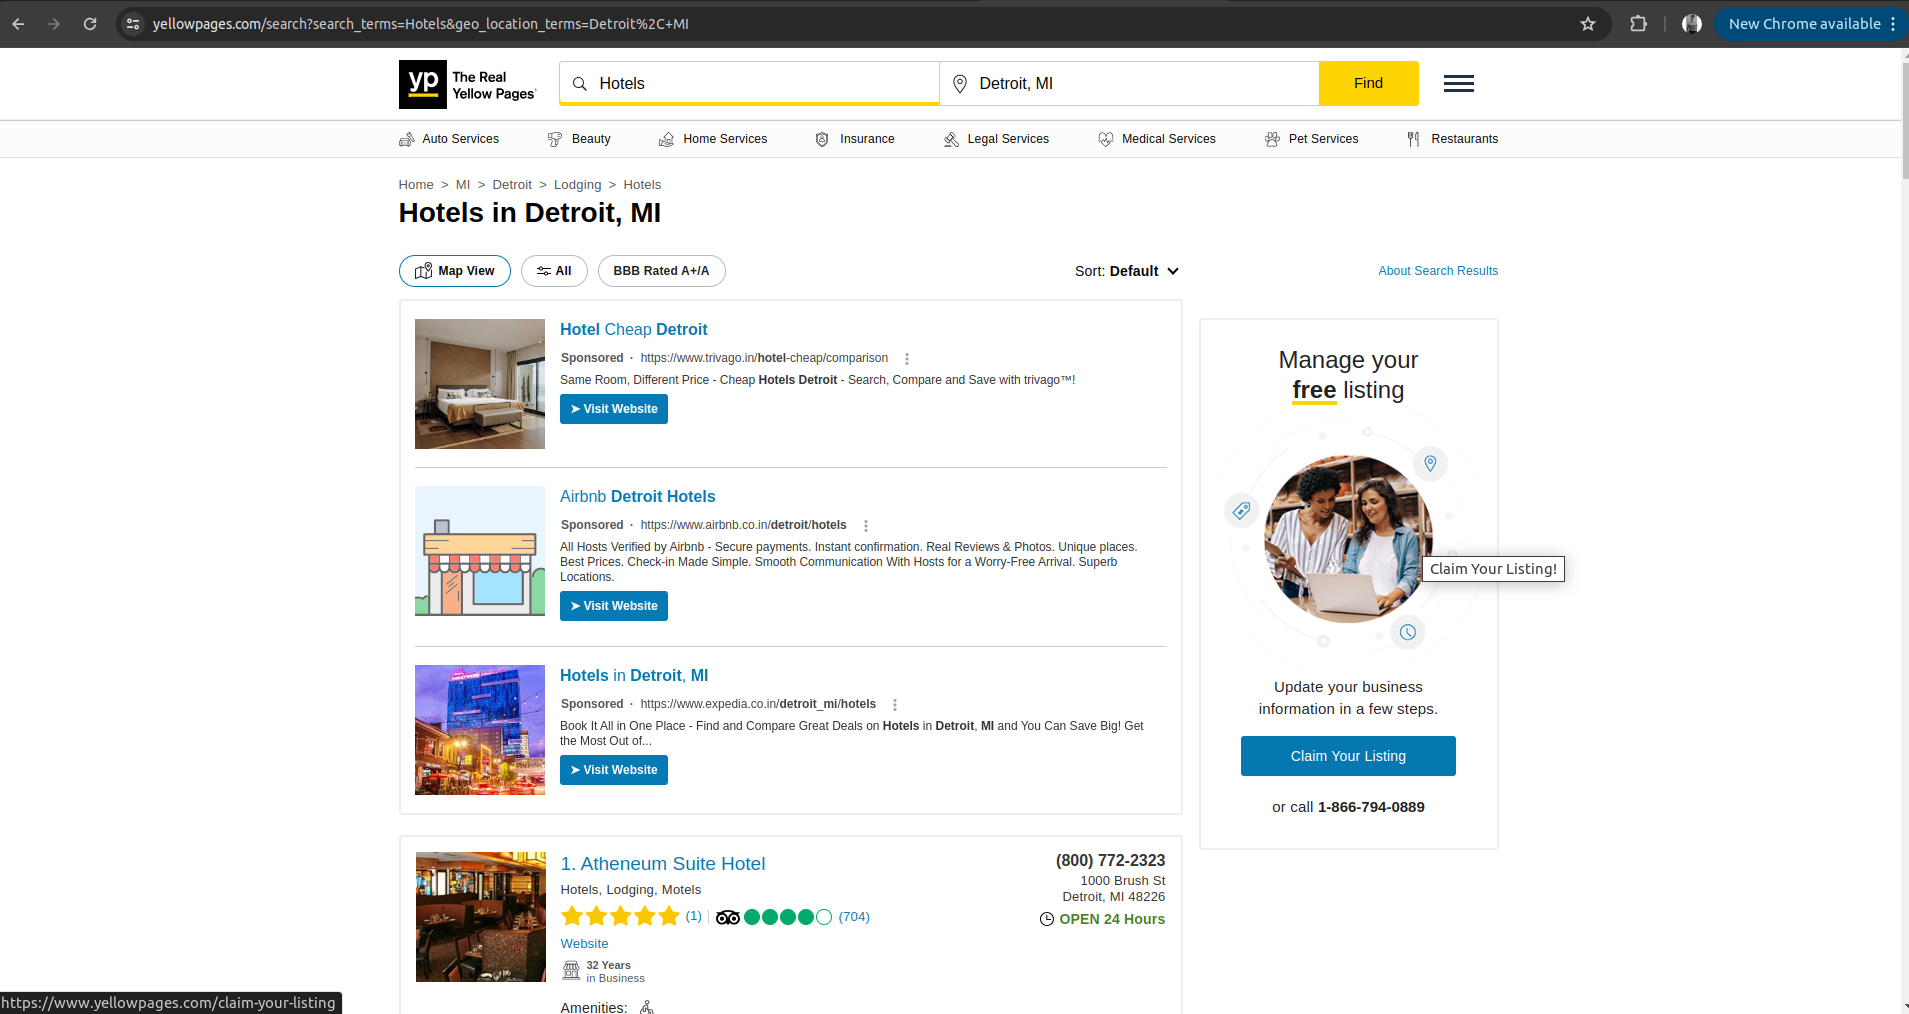 yellowpages.com/search?search_terms=Hotels&geo_location_terms=Detroit%2C+MI
New Chrome available
yp The Real Yellow Pages
Hotels
Detroit, MI
Find
Auto Services
Beauty
Home Services
Insurance
Legal Services
Medical Services
Pet Services
Restaurants
Home > MI > Detroit > Lodging > Hotels
Hotels in Detroit, MI
Map View
All
BBB Rated A+/A
Sort: Default
About Search Results
Hotel Cheap Detroit
Sponsored · https://www.trivago.in/hotel-cheap/comparison
Same Room, Different Price - Cheap Hotels Detroit - Search, Compare and Save with trivago™!
➤ Visit Website
Airbnb Detroit Hotels
Sponsored · https://www.airbnb.co.in/detroit/hotels
All Hosts Verified by Airbnb - Secure payments. Instant confirmation. Real Reviews & Photos. Unique places.
Best Prices. Check-in Made Simple. Smooth Communication With Hosts for a Worry-Free Arrival. Superb
Locations.
➤ Visit Website
Hotels in Detroit, MI
Sponsored · https://www.expedia.co.in/detroit_mi/hotels
Book It All in One Place - Find and Compare Great Deals on Hotels in Detroit, MI and You Can Save Big! Get
the Most Out of...
➤ Visit Website
Manage your
free listing
Claim Your Listing!
Update your business
information in a few steps.
Claim Your Listing
or call 1-866-794-0889
1. Atheneum Suite Hotel
Hotels, Lodging, Motels
(1)
(704)
Website
32 Years
in Business
Amenities:
(800) 772-2323
1000 Brush St
Detroit, MI 48226
OPEN 24 Hours
https://www.yellowpages.com/claim-your-listing